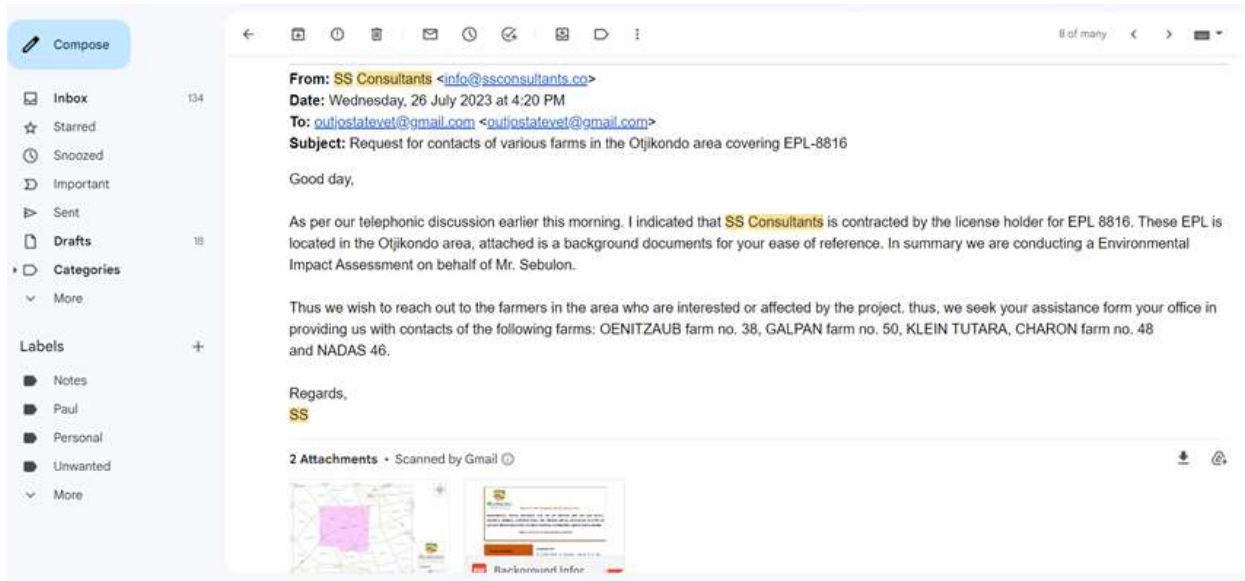 Compose
8 of many
Inbox 134
Starred
Snoozed
Important
Sent
Drafts 18
Categories
More
Labels
Notes
Paul
Personal
Unwanted
More
From: SS Consultants <info@ssconsultants.co>
Date: Wednesday, 26 July 2023 at 4:20 PM
To: outjostatevet@gmail.com <outjostatevet@gmail.com>
Subject: Request for contacts of various farms in the Otjikondo area covering EPL-8816
Good day,
As per our telephonic discussion earlier this morning. I indicated that SS Consultants is contracted by the license holder for EPL 8816. These EPL is
located in the Otjikondo area, attached is a background documents for your ease of reference. In summary we are conducting a Environmental
Impact Assessment on behalf of Mr. Sebulon.
Thus we wish to reach out to the farmers in the area who are interested or affected by the project. thus, we seek your assistance form your office in
providing us with contacts of the following farms: OENITZAUB farm no. 38, GALPAN farm no. 50, KLEIN TUTARA, CHARON farm no. 48
and NADAS 46.
Regards,
SS
2 Attachments • Scanned by Gmail
Background Infor